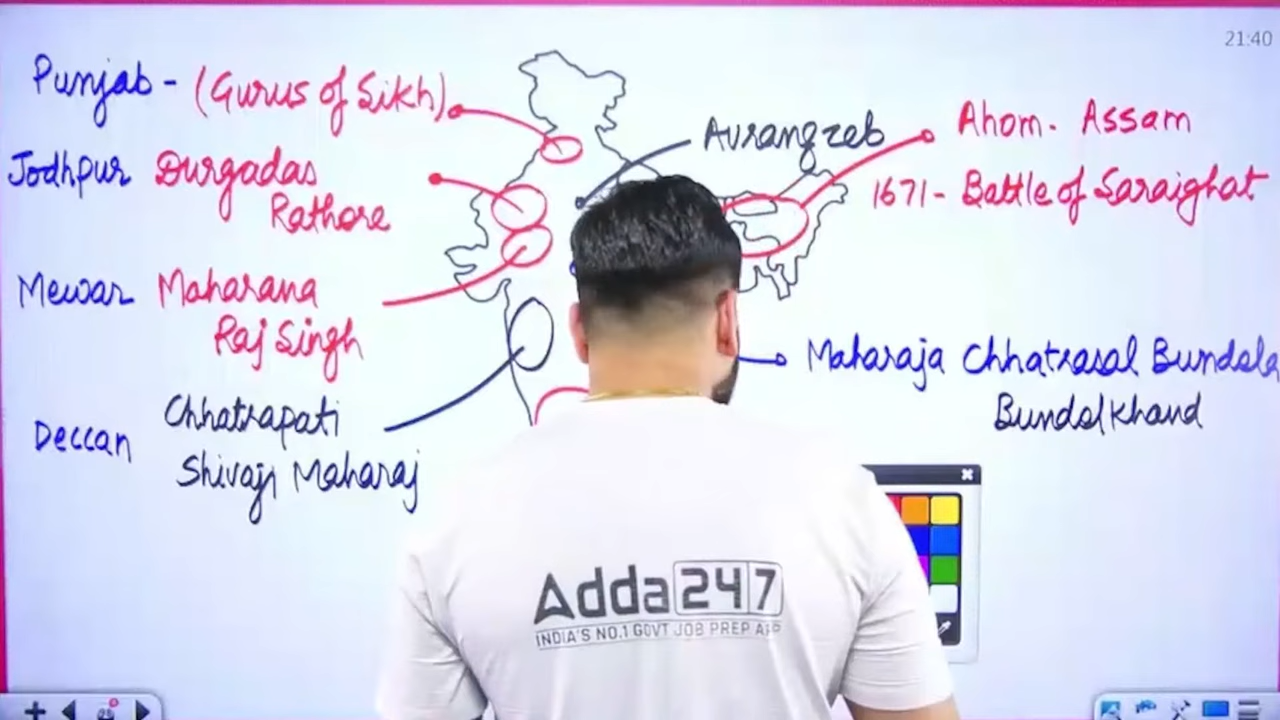 21:40
Punjab - (Gurus of Sikh)
Aurangzeb
Ahom. Assam
Jodhpur Durgadas
Rathore
1671 - Battle of Saraighat
Mewar Maharana
Raj Singh
Maharaja Chhatrasal Bundela
Bundelkhand
Deccan Chhatrapati
Shivaji Maharaj
Adda247
INDIA'S NO.1 GOVT JOB PREP APP